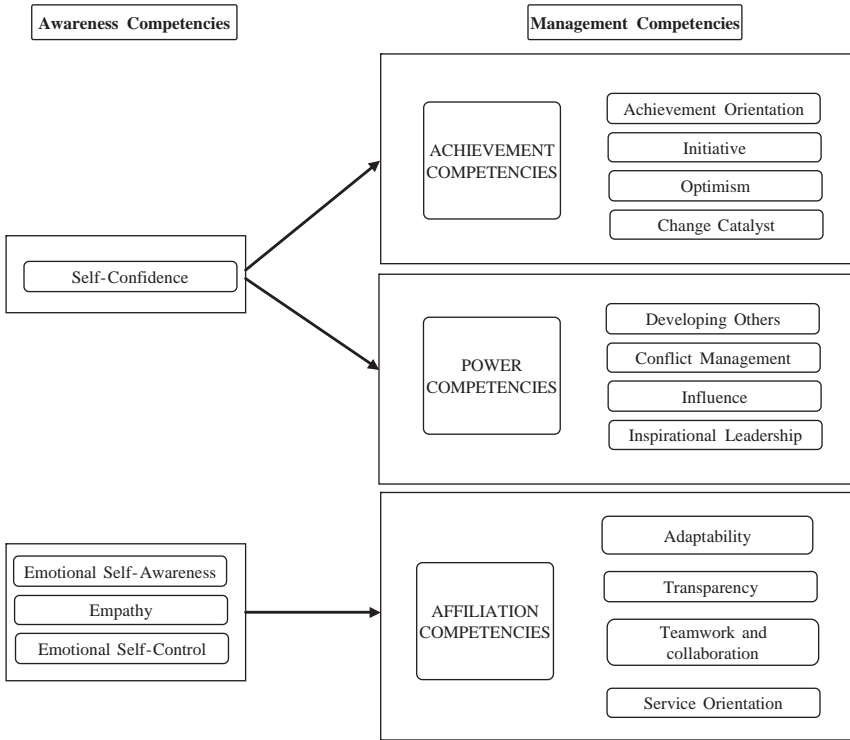 Awareness Competencies
Management Competencies
ACHIEVEMENT
COMPETENCIES
Achievement Orientation
Initiative
Optimism
Change Catalyst
Self-Confidence
POWER
COMPETENCIES
Developing Others
Conflict Management
Influence
Inspirational Leadership
Emotional Self-Awareness
Empathy
Emotional Self-Control
AFFILIATION
COMPETENCIES
Adaptability
Transparency
Teamwork and
collaboration
Service Orientation